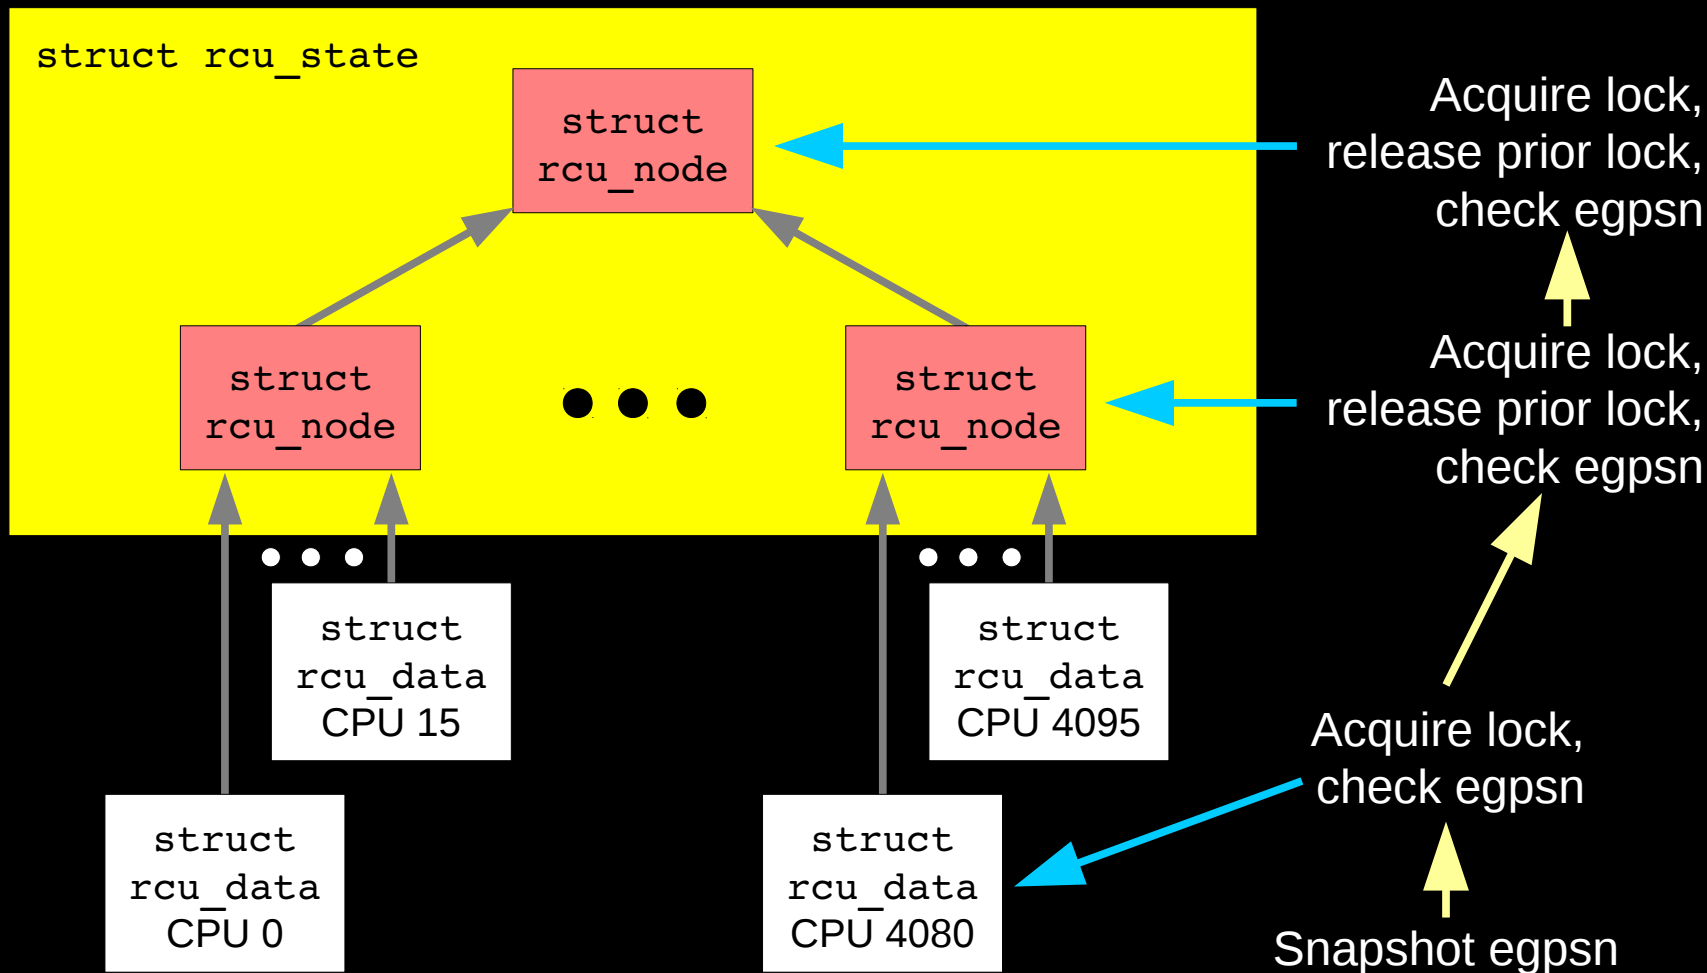 struct rcu_state
struct
rcu_node
Acquire lock,
release prior lock,
check egpsn
struct
rcu_node
struct
rcu_node
Acquire lock,
release prior lock,
check egpsn
struct
rcu_data
CPU 15
struct
rcu_data
CPU 4095
Acquire lock,
check egpsn
struct
rcu_data
CPU 0
struct
rcu_data
CPU 4080
Snapshot egpsn